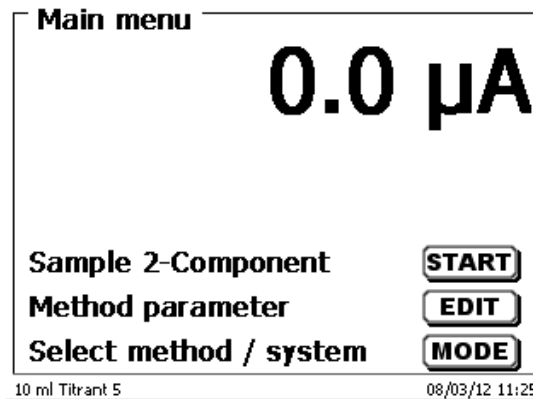 Main menu
0.0 µA
Sample 2-Component START
Method parameter EDIT
Select method / system MODE
10 ml Titrant 5 08/03/12 11:25